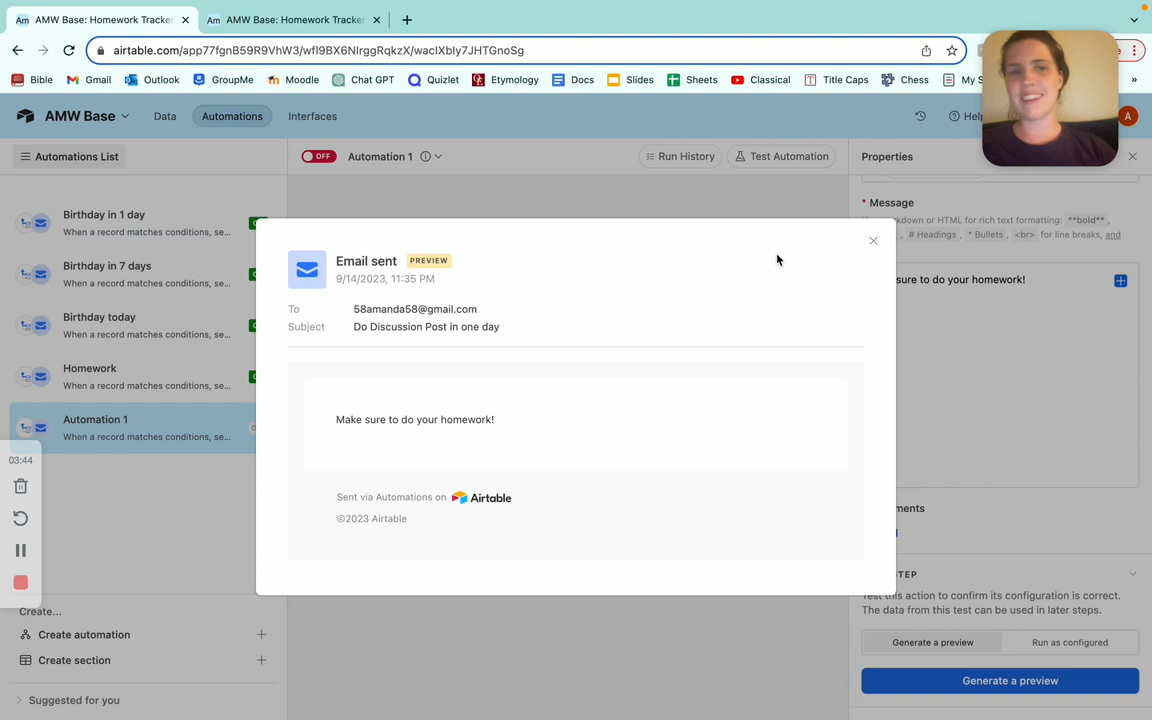 AMW Base: Homework Tracker
AMW Base: Homework Tracker
airtable.com/app77fgnB59R9VhW3/wfl9BX6NlrggRqkzX/waclXbly7JHTGnoSg
Bible
Gmail
Outlook
GroupMe
Moodle
Chat GPT
Quizlet
Etymology
Docs
Slides
Sheets
Classical
Title Caps
Chess
My S
»
AMW Base
Data
Automations
Interfaces
Help
A
Automations List
OFF
Automation 1
Run History
Test Automation
Properties
Birthday in 1 day
When a record matches conditions, se...
Birthday in 7 days
When a record matches conditions, se...
Birthday today
When a record matches conditions, se...
Homework
When a record matches conditions, se...
Automation 1
When a record matches conditions, se...
03:44
Create...
Create automation
Create section
Suggested for you
Email sent
PREVIEW
9/14/2023, 11:35 PM
To
58amanda58@gmail.com
Subject
Do Discussion Post in one day
Make sure to do your homework!
Sent via Automations on Airtable
©2023 Airtable
* Message
kdown or HTML for rich text formatting: **bold**,
, # Headings , * Bullets , <br> for line breaks, and
sure to do your homework!
ments
TEP
Test this action to confirm its configuration is correct.
The data from this test can be used in later steps.
Generate a preview
Run as configured
Generate a preview